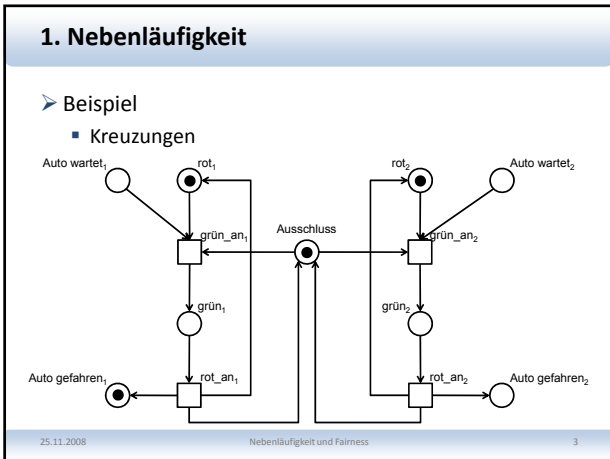 1. Nebenläufigkeit
➢ Beispiel
▪ Kreuzungen
Auto wartet₁
rot₁
rot₂
Auto wartet₂
grün_an₁
Ausschluss
grün_an₂
grün₁
grün₂
Auto gefahren₁
rot_an₁
rot_an₂
Auto gefahren₂
25.11.2008
Nebenläufigkeit und Fairness
3